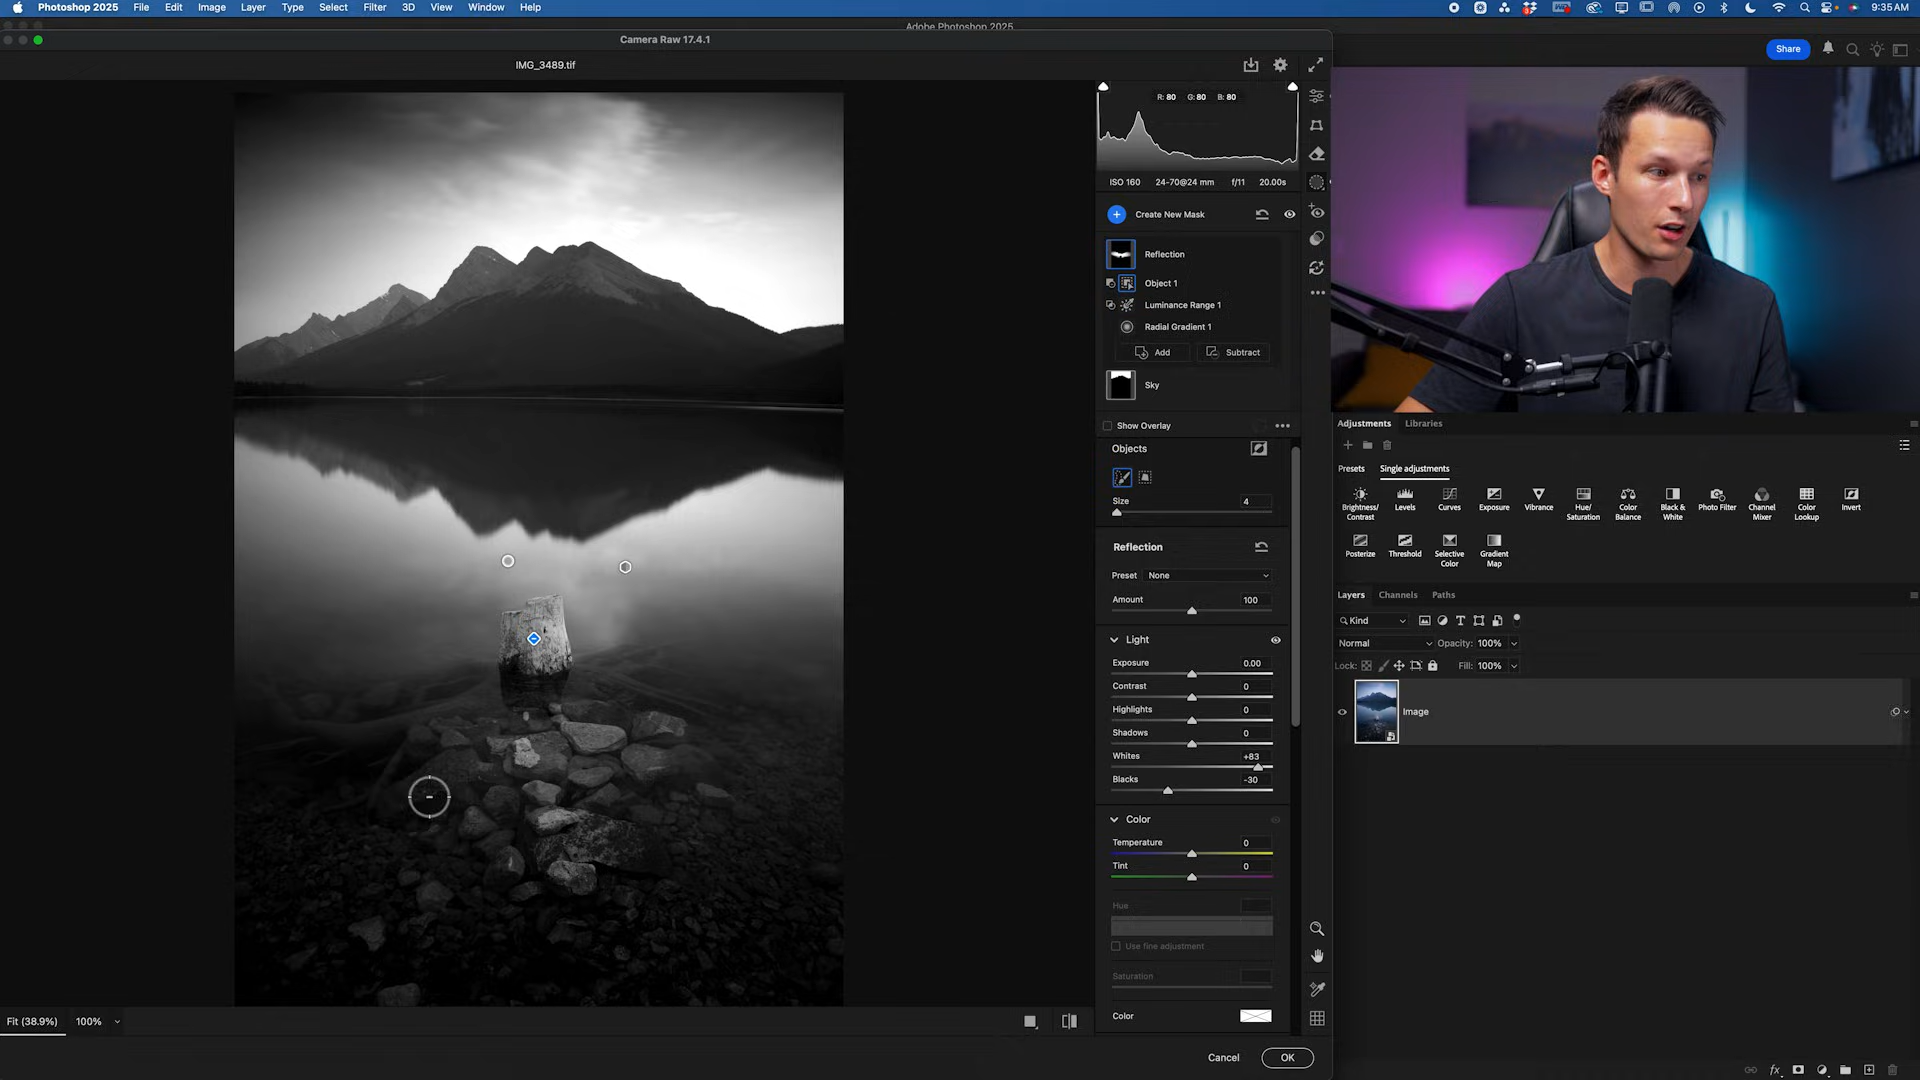 Photoshop 2025 File Edit Image Layer Type Select Filter 3D View Window Help 9:35 AM
Adobe Photoshop 2025
Camera Raw 17.4.1
IMG_3489.tif
Share
R: 80 G: 80 B: 80
ISO 160 24-70@24 mm f/11 20.00s
Create New Mask
Reflection
Object 1
Luminance Range 1
Radial Gradient 1
Add Subtract
Sky
Show Overlay
Objects
Size 4
Reflection
Preset None
Amount 100
Light
Exposure 0.00
Contrast 0
Highlights 0
Shadows 0
Whites +83
Blacks -30
Color
Temperature 0
Tint 0
Hue
Use fine adjustment
Saturation
Color
Fit (38.9%) 100%
Cancel OK
Adjustments Libraries
Presets Single adjustments
Brightness/ Contrast
Levels
Curves
Exposure
Vibrance
Hue/ Saturation
Color Balance
Black & White
Photo Filter
Channel Mixer
Color Lookup
Invert
Posterize
Threshold
Selective Color
Gradient Map
Layers Channels Paths
Kind
Normal Opacity: 100%
Lock: Fill: 100%
Image
fx